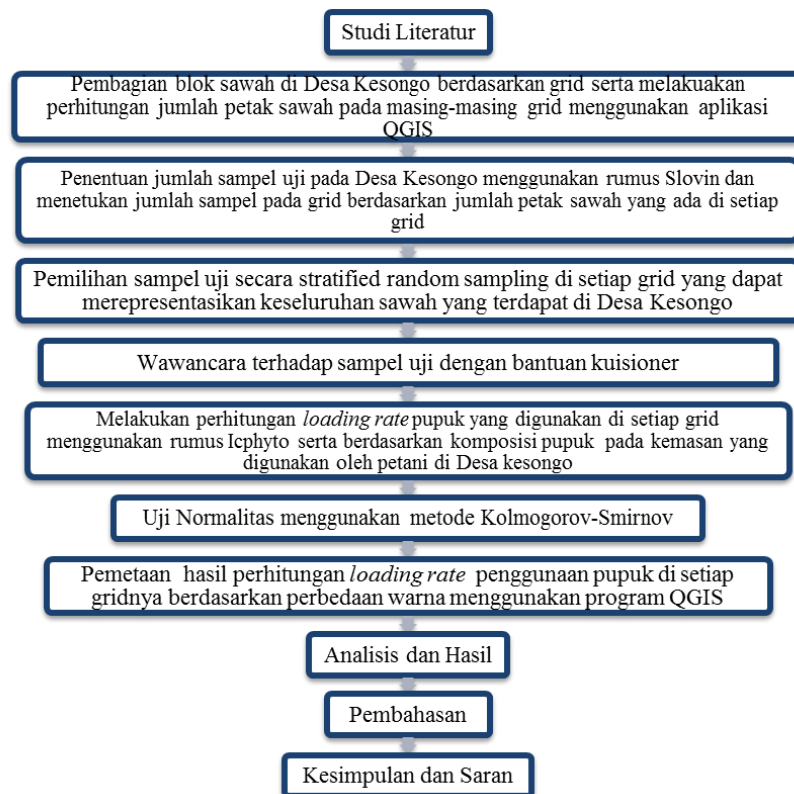 Studi Literatur
Pembagian blok sawah di Desa Kesongo berdasarkan grid serta melakuakan
perhitungan jumlah petak sawah pada masing-masing grid menggunakan aplikasi
QGIS
Penentuan jumlah sampel uji pada Desa Kesongo menggunakan rumus Slovin dan
menetukan jumlah sampel pada grid berdasarkan jumlah petak sawah yang ada di setiap
grid
Pemilihan sampel uji secara stratified random sampling di setiap grid yang dapat
merepresentasikan keseluruhan sawah yang terdapat di Desa Kesongo
Wawancara terhadap sampel uji dengan bantuan kuisioner
Melakukan perhitungan loading rate pupuk yang digunakan di setiap grid
menggunakan rumus Icphyto serta berdasarkan komposisi pupuk pada kemasan yang
digunakan oleh petani di Desa kesongo
Uji Normalitas menggunakan metode Kolmogorov-Smirnov
Pemetaan hasil perhitungan loading rate penggunaan pupuk di setiap
gridnya berdasarkan perbedaan warna menggunakan program QGIS
Analisis dan Hasil
Pembahasan
Kesimpulan dan Saran